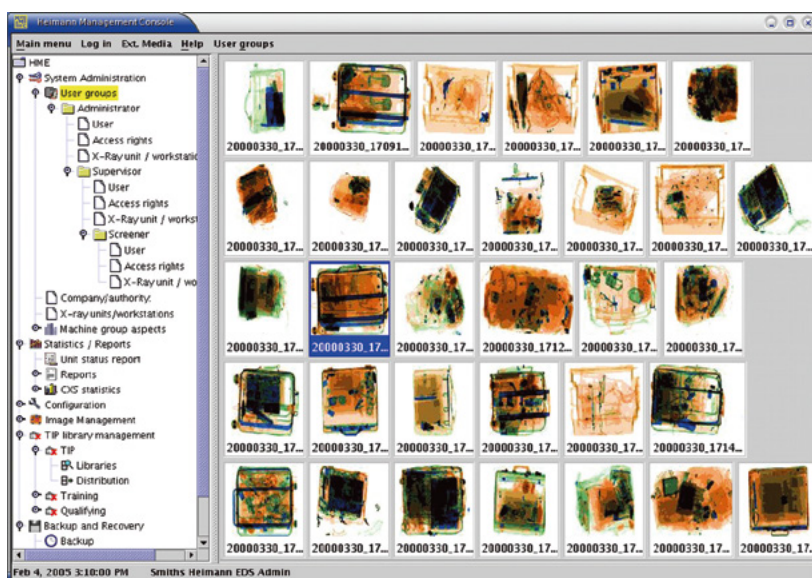 Heimann Management Console
Main menu Log in Ext. Media Help User groups
HME
System Administration
User groups
Administrator
User
Access rights
X-Ray unit / workstatio
Supervisor
User
Access rights
X-Ray unit / workst
Screener
User
Access rights
X-Ray unit / wo
Company/authority:
X-ray units/workstations
Machine group aspects
Statistics / Reports
Unit status report
Reports
CXS statistics
Configuration
Image Management
TIP library management
TIP
Libraries
Distribution
Training
Qualifying
Backup and Recovery
Backup
20000330_17... 20000330_17091... 20000330_17... 20000330_17... 20000330_17... 20000330_17...
20000330_17... 20000330_17... 20000330_17... 20000330_17... 20000330_17... 20000330_17... 20000330_17...
20000330_17... 20000330_17... 20000330_17... 20000330_1712... 20000330_17... 20000330_17...
20000330_17... 20000330_17... 20000330_17... 20000330_17... 20000330_17... 20000330_1714...
20000330_17... 20000330_17... 20000330_17... 20000330_17... 20000330_17... 20000330_17... 20000330_17...
Feb 4, 2005 3:10:00 PM Smiths Heimann EDS Admin